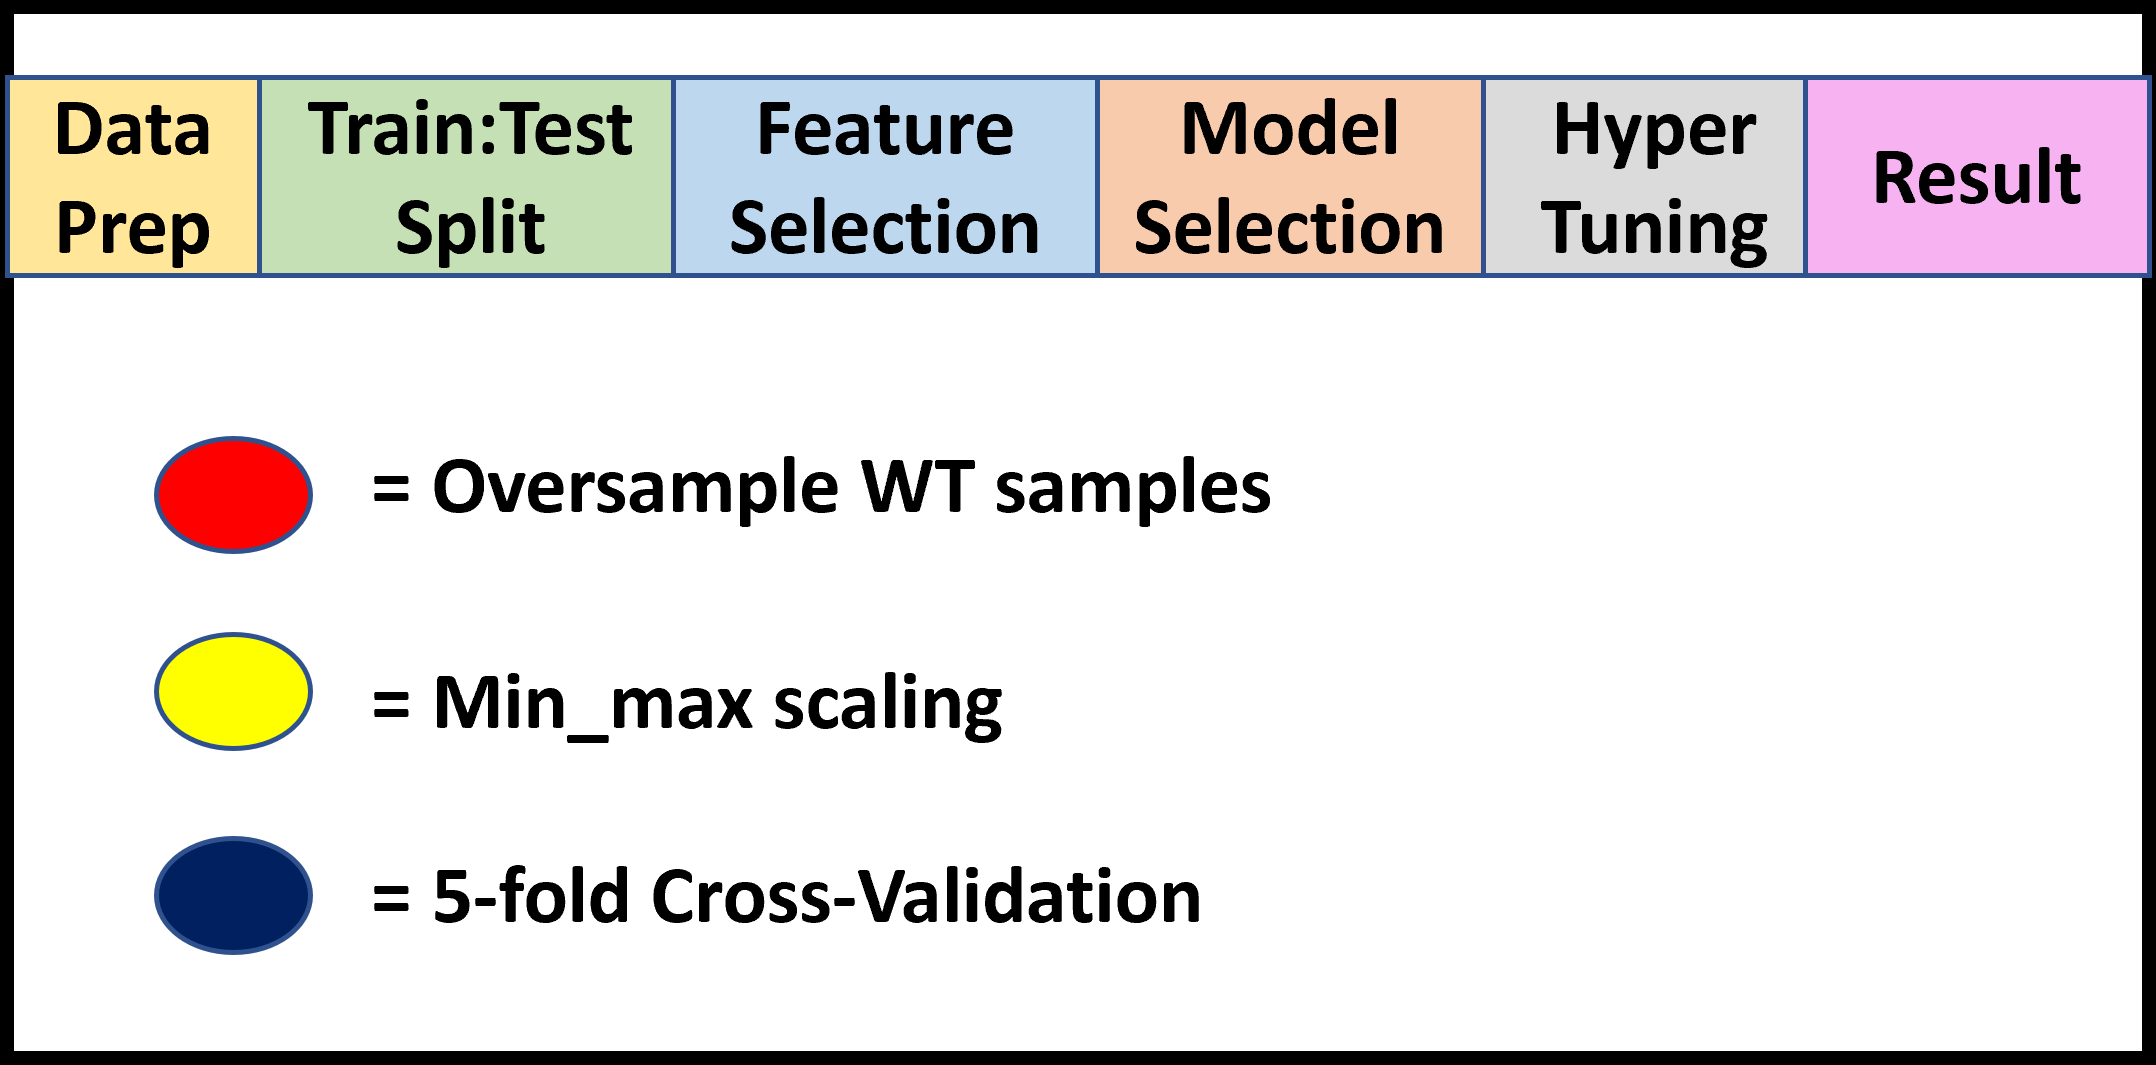 Data
Prep
Train:Test
Split
Feature
Selection
Model
Selection
Hyper
Tuning
Result
= Oversample WT samples
= Min_max scaling
= 5-fold Cross-Validation